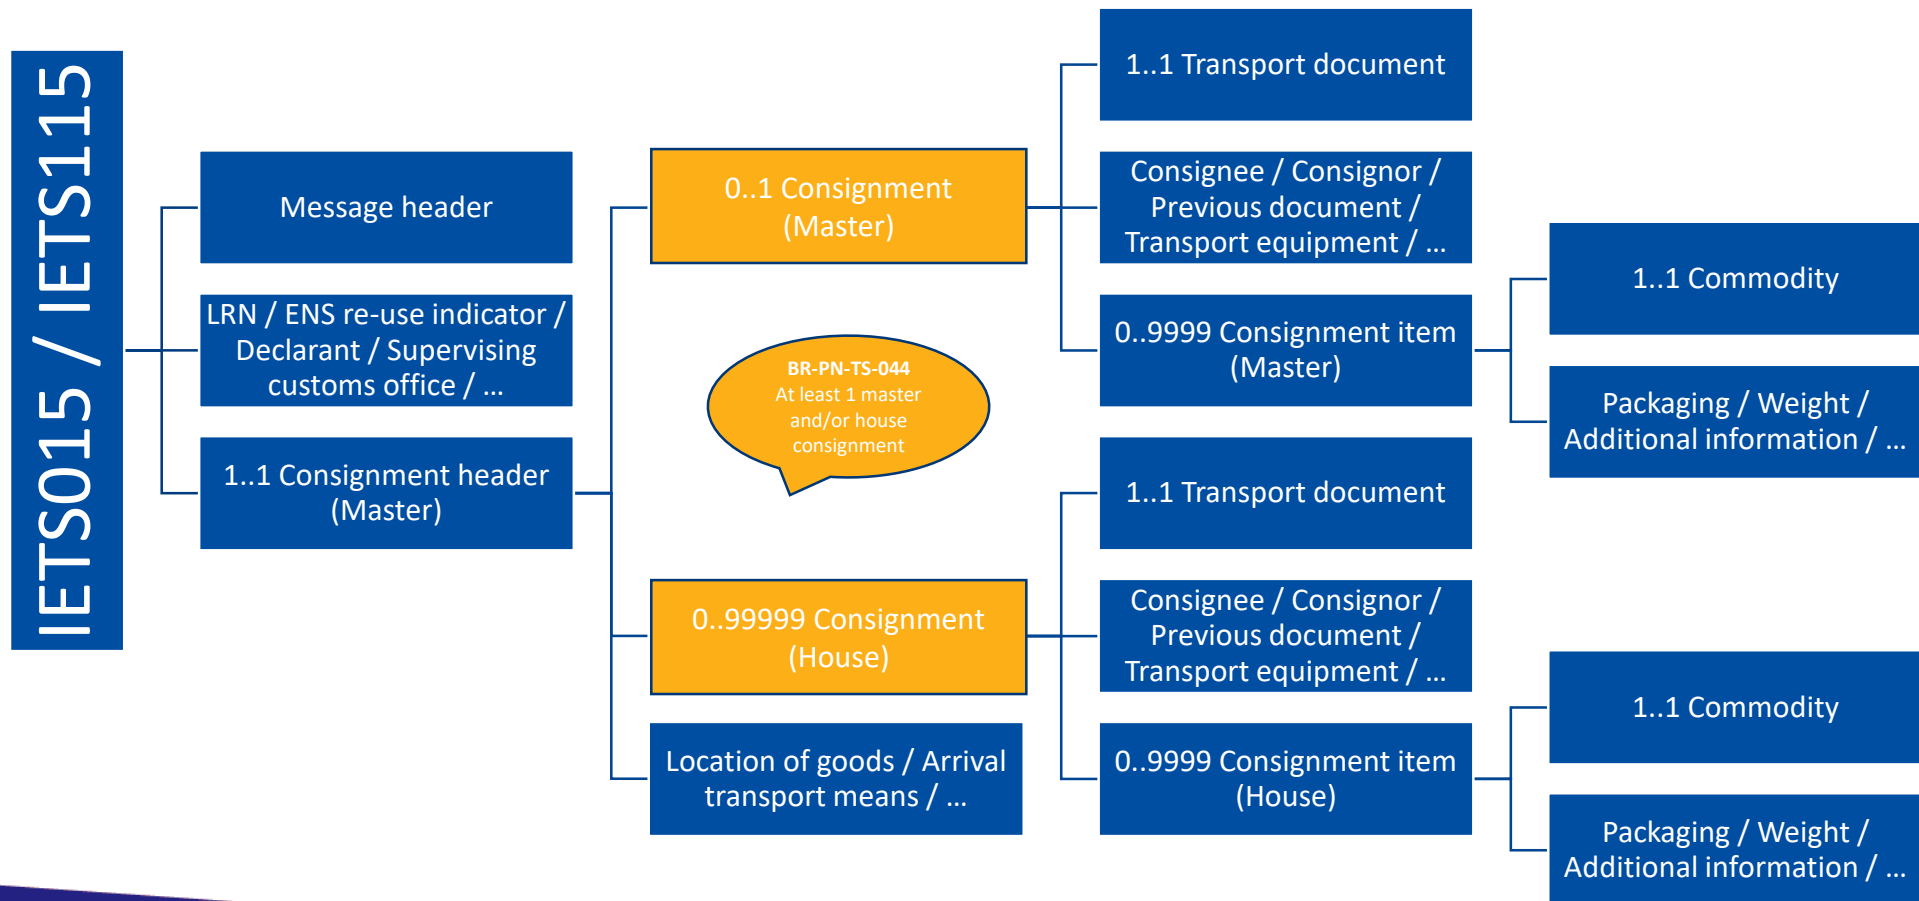 IETS015 / IETS115
Message header
LRN / ENS re-use indicator /
Declarant / Supervising
customs office / ...
1..1 Consignment header
(Master)
0..1 Consignment
(Master)
BR-PN-TS-044
At least 1 master
and/or house
consignment
0..99999 Consignment
(House)
Location of goods / Arrival
transport means / ...
1..1 Transport document
Consignee / Consignor /
Previous document /
Transport equipment / ...
0..9999 Consignment item
(Master)
1..1 Commodity
Packaging / Weight /
Additional information / ...
1..1 Transport document
Consignee / Consignor /
Previous document /
Transport equipment / ...
0..9999 Consignment item
(House)
1..1 Commodity
Packaging / Weight /
Additional information / ...